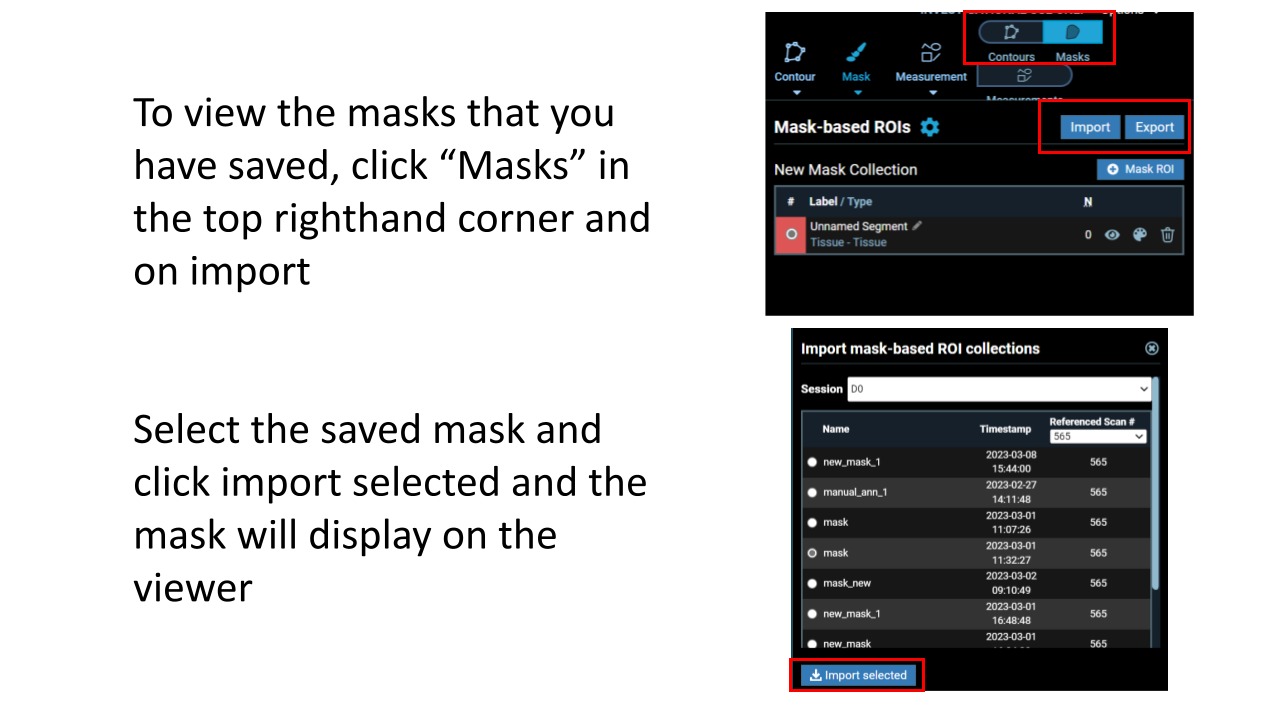 To view the masks that you
have saved, click “Masks” in
the top righthand corner and
on import
Select the saved mask and
click import selected and the
mask will display on the
viewer
Contours Masks
Contour Mask Measurement
Mask-based ROIs Import Export
New Mask Collection Mask ROI
# Label / Type N
Unnamed Segment
0
Tissue - Tissue
Import mask-based ROI collections
Session D0
Name Timestamp Referenced Scan #
565
new_mask_1 2023-03-08 15:44:00 565
manual_ann_1 2023-02-27 14:11:48 565
mask 2023-03-01 11:07:26 565
mask 2023-03-01 11:32:27 565
mask_new 2023-03-02 09:10:49 565
new_mask_1 2023-03-01 16:48:48 565
new_mask 2023-03-01 565
Import selected